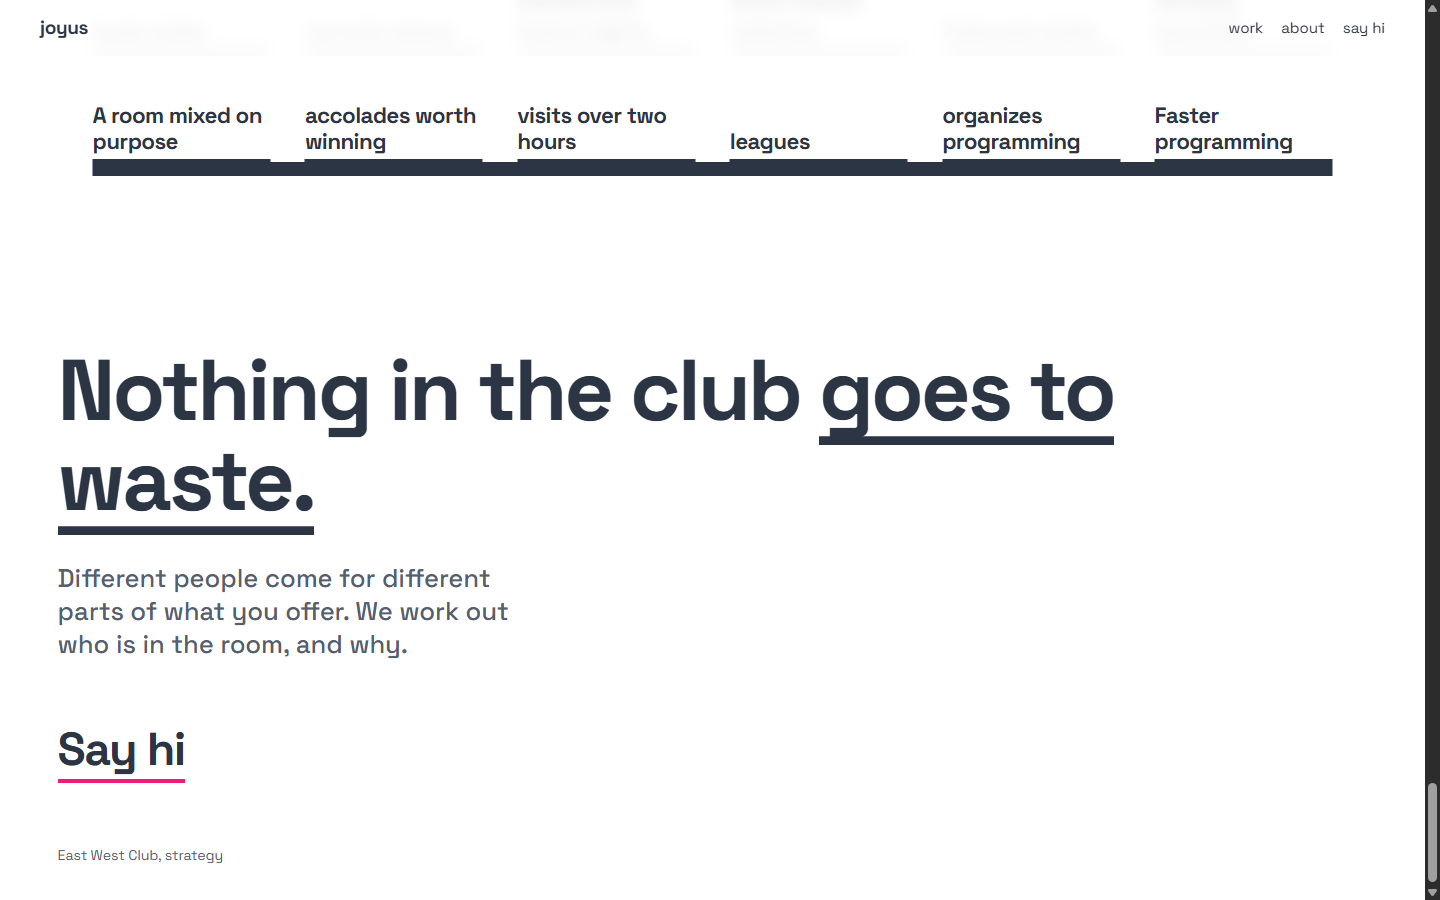 joyus
work about say hi
A room mixed on purpose
accolades worth winning
visits over two hours
leagues
organizes programming
Faster programming
Nothing in the club goes to
waste.
Different people come for different
parts of what you offer. We work out
who is in the room, and why.
Say hi
East West Club, strategy